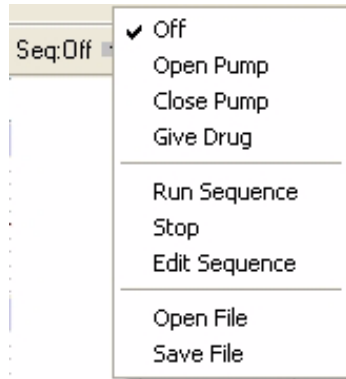 Seq:Off
Off
Open Pump
Close Pump
Give Drug
Run Sequence
Stop
Edit Sequence
Open File
Save File